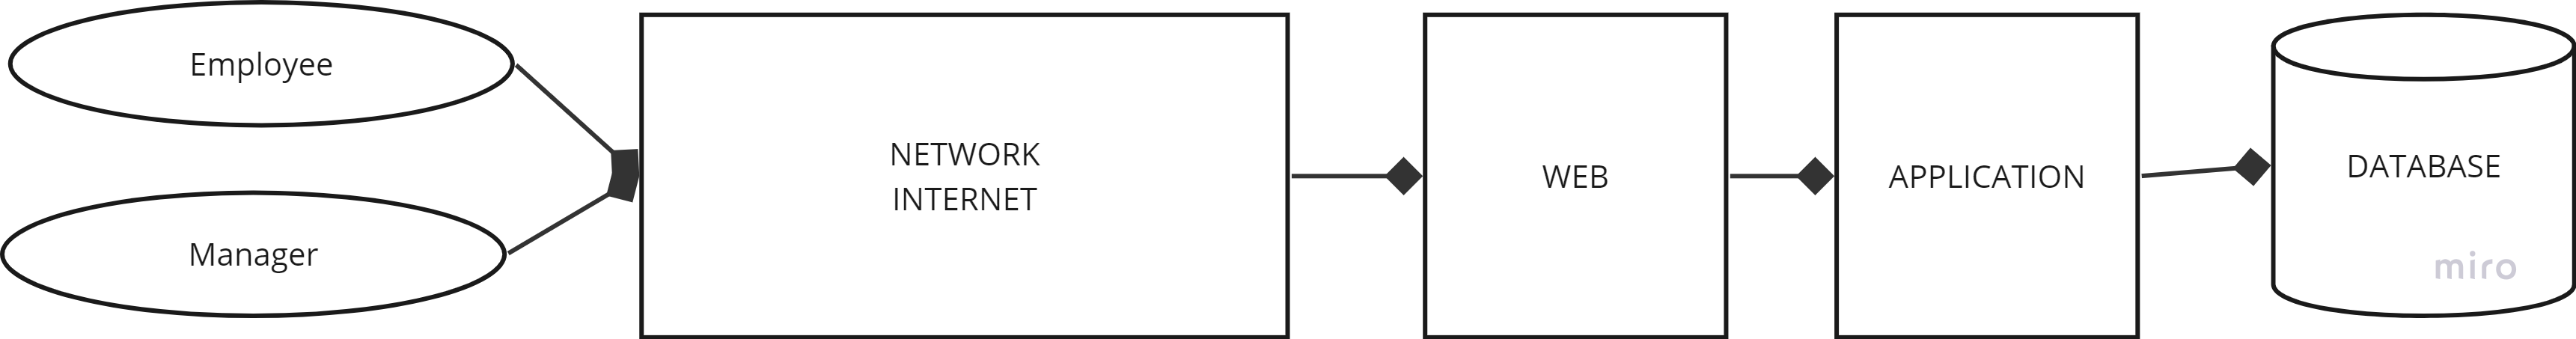 Employee
Manager
NETWORK
INTERNET
WEB
APPLICATION
DATABASE
miro